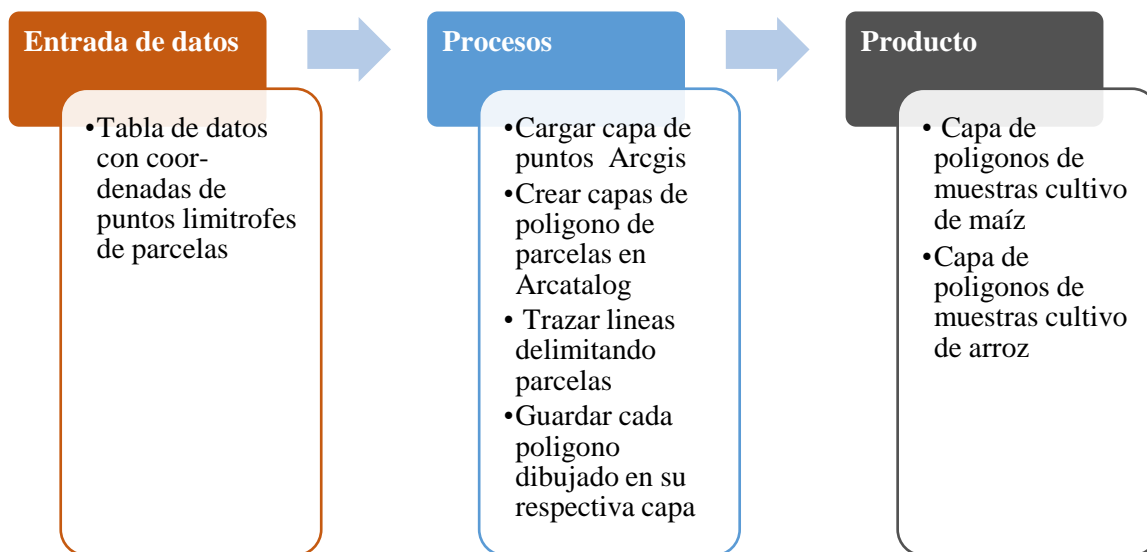 Entrada de datos
•Tabla de datos
con coor-
denadas de
puntos limitrofes
de parcelas
Procesos
•Cargar capa de
puntos Arcgis
•Crear capas de
poligono de
parcelas en
Arcatalog
• Trazar lineas
delimitando
parcelas
•Guardar cada
poligono
dibujado en su
respectiva capa
Producto
• Capa de
poligonos de
muestras cultivo
de maíz
•Capa de
poligonos de
muestras cultivo
de arroz